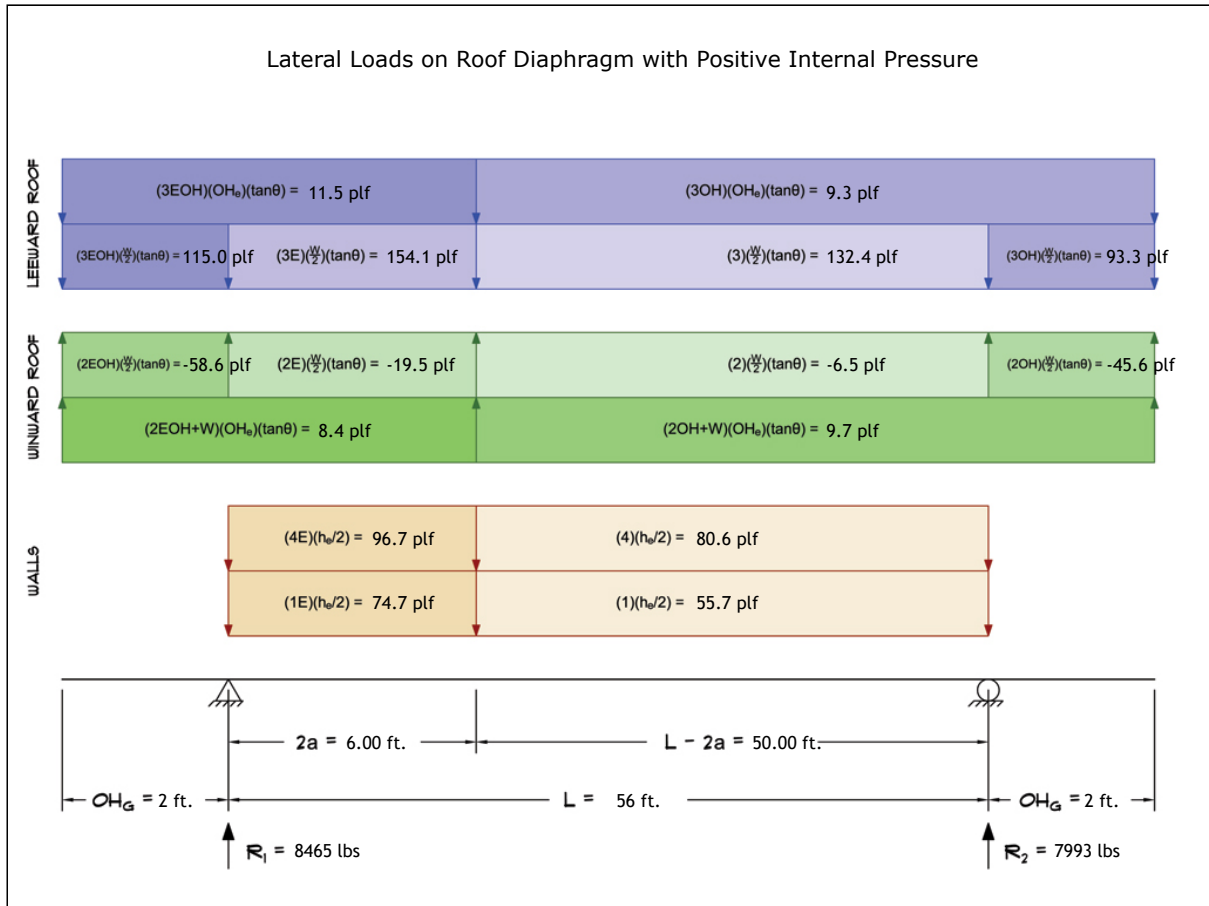 Lateral Loads on Roof Diaphragm with Positive Internal Pressure
LEEWARD ROOF
(3EOH)(OHₑ)(tanθ) = 11.5 plf
(3OH)(OHₑ)(tanθ) = 9.3 plf
(3EOH)(W/2)(tanθ) = 115.0 plf
(3E)(W/2)(tanθ) = 154.1 plf
(3)(W/2)(tanθ) = 132.4 plf
(3OH)(W/2)(tanθ) = 93.3 plf
WINWARD ROOF
(2EOH)(W/2)(tanθ) = -58.6 plf
(2E)(W/2)(tanθ) = -19.5 plf
(2)(W/2)(tanθ) = -6.5 plf
(2OH)(W/2)(tanθ) = -45.6 plf
(2EOH+W)(OHₑ)(tanθ) = 8.4 plf
(2OH+W)(OHₑ)(tanθ) = 9.7 plf
WALLS
(4E)(hₑ/2) = 96.7 plf
(4)(hₑ/2) = 80.6 plf
(1E)(hₑ/2) = 74.7 plf
(1)(hₑ/2) = 55.7 plf
2a = 6.00 ft.
L - 2a = 50.00 ft.
OH_G = 2 ft.
L = 56 ft.
OH_G = 2 ft.
R₁ = 8465 lbs
R₂ = 7993 lbs